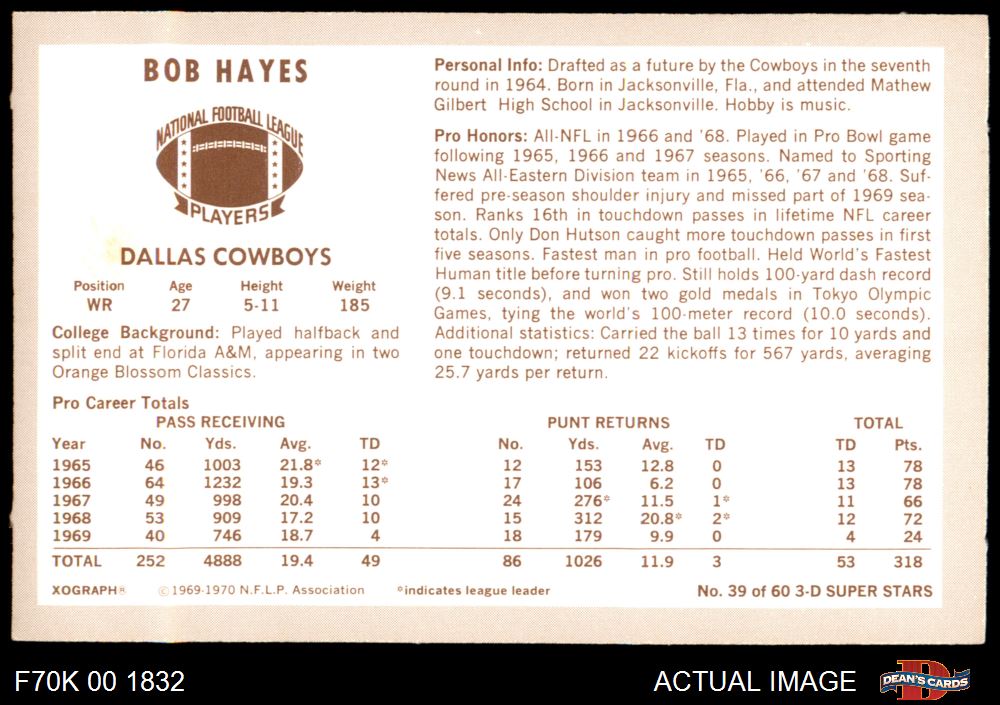 BOB HAYES
NATIONAL FOOTBALL LEAGUE
PLAYERS
DALLAS COWBOYS
Position Age Height Weight
WR 27 5-11 185
College Background: Played halfback and
split end at Florida A&M, appearing in two
Orange Blossom Classics.
Personal Info: Drafted as a future by the Cowboys in the seventh
round in 1964. Born in Jacksonville, Fla., and attended Mathew
Gilbert High School in Jacksonville. Hobby is music.
Pro Honors: All-NFL in 1966 and '68. Played in Pro Bowl game
following 1965, 1966 and 1967 seasons. Named to Sporting
News All-Eastern Division team in 1965, '66, '67 and '68. Suf-
fered pre-season shoulder injury and missed part of 1969 sea-
son. Ranks 16th in touchdown passes in lifetime NFL career
totals. Only Don Hutson caught more touchdown passes in first
five seasons. Fastest man in pro football. Held World's Fastest
Human title before turning pro. Still holds 100-yard dash record
(9.1 seconds), and won two gold medals in Tokyo Olympic
Games, tying the world's 100-meter record (10.0 seconds).
Additional statistics: Carried the ball 13 times for 10 yards and
one touchdown; returned 22 kickoffs for 567 yards, averaging
25.7 yards per return.
Pro Career Totals
PASS RECEIVING PUNT RETURNS TOTAL
Year No. Yds. Avg. TD No. Yds. Avg. TD TD Pts.
1965 46 1003 21.8* 12* 12 153 12.8 0 13 78
1966 64 1232 19.3 13* 17 106 6.2 0 13 78
1967 49 998 20.4 10 24 276* 11.5 1* 11 66
1968 53 909 17.2 10 15 312 20.8* 2* 12 72
1969 40 746 18.7 4 18 179 9.9 0 4 24
TOTAL 252 4888 19.4 49 86 1026 11.9 3 53 318
XOGRAPH® ©1969-1970 N.F.L.P. Association *indicates league leader No. 39 of 60 3-D SUPER STARS
F70K 00 1832 ACTUAL IMAGE D DEAN'S CARDS